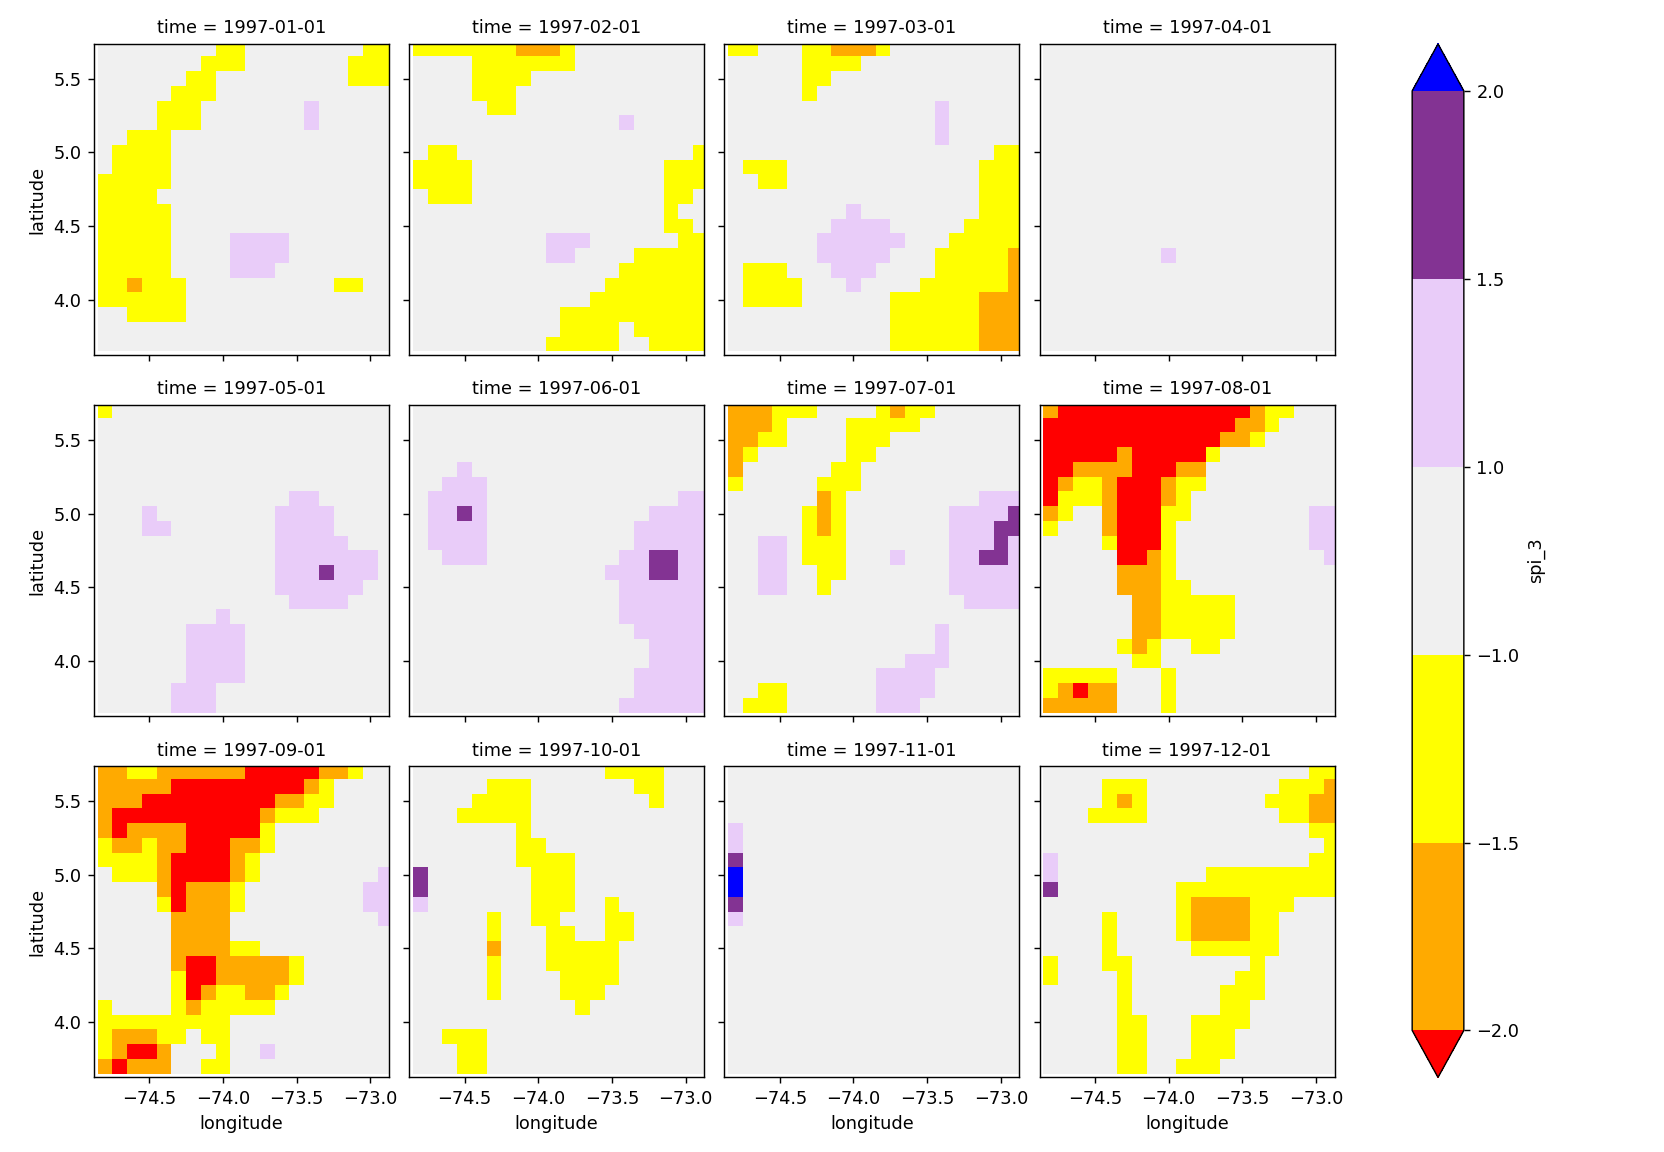 time = 1997-01-01
time = 1997-02-01
time = 1997-03-01
time = 1997-04-01
latitude
5.5
5.0
4.5
4.0
time = 1997-05-01
time = 1997-06-01
time = 1997-07-01
time = 1997-08-01
latitude
5.5
5.0
4.5
4.0
time = 1997-09-01
time = 1997-10-01
time = 1997-11-01
time = 1997-12-01
latitude
5.5
5.0
4.5
4.0
−74.5 −74.0 −73.5 −73.0
longitude
−74.5 −74.0 −73.5 −73.0
longitude
−74.5 −74.0 −73.5 −73.0
longitude
−74.5 −74.0 −73.5 −73.0
longitude
2.0
1.5
1.0
−1.0
−1.5
−2.0
spi_3